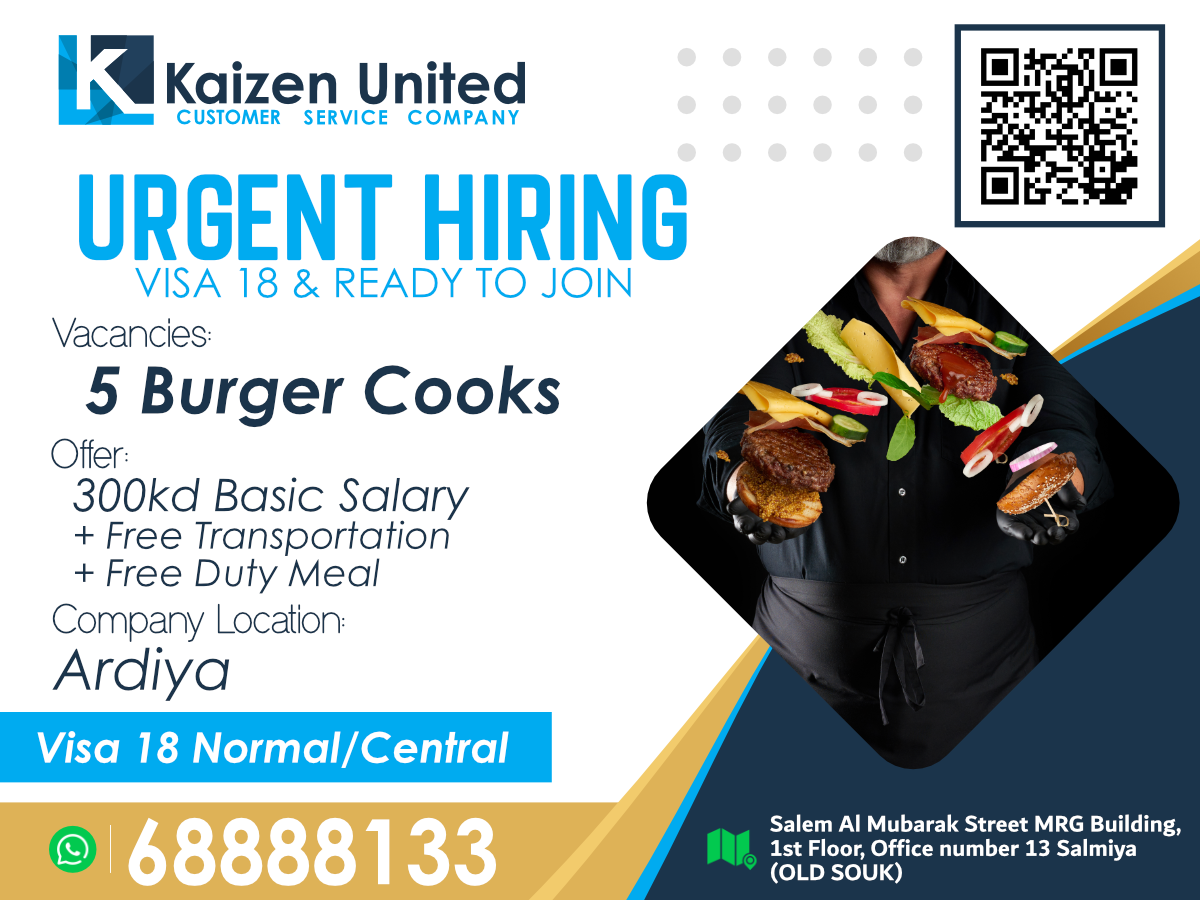 Kaizen United
CUSTOMER SERVICE COMPANY
URGENT HIRING
VISA 18 & READY TO JOIN
Vacancies:
5 Burger Cooks
Offer:
300kd Basic Salary
+ Free Transportation
+ Free Duty Meal
Company Location:
Ardiya
Visa 18 Normal/Central
68888133
Salem Al Mubarak Street MRG Building,
1st Floor, Office number 13 Salmiya
(OLD SOUK)